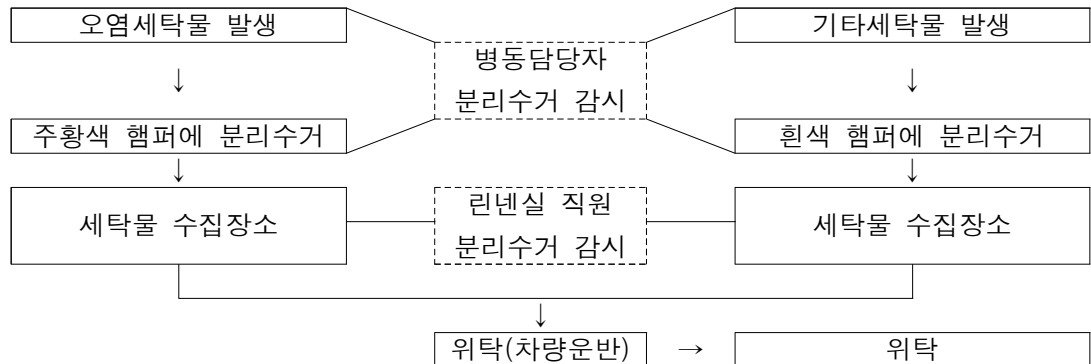 오염세탁물 발생
기타세탁물 발생
병동담당자
분리수거 감시
↓
↓
주황색 햄퍼에 분리수거
흰색 햄퍼에 분리수거
↓
↓
세탁물 수집장소
린넨실 직원
분리수거 감시
세탁물 수집장소
↓
위탁(차량운반) → 위탁